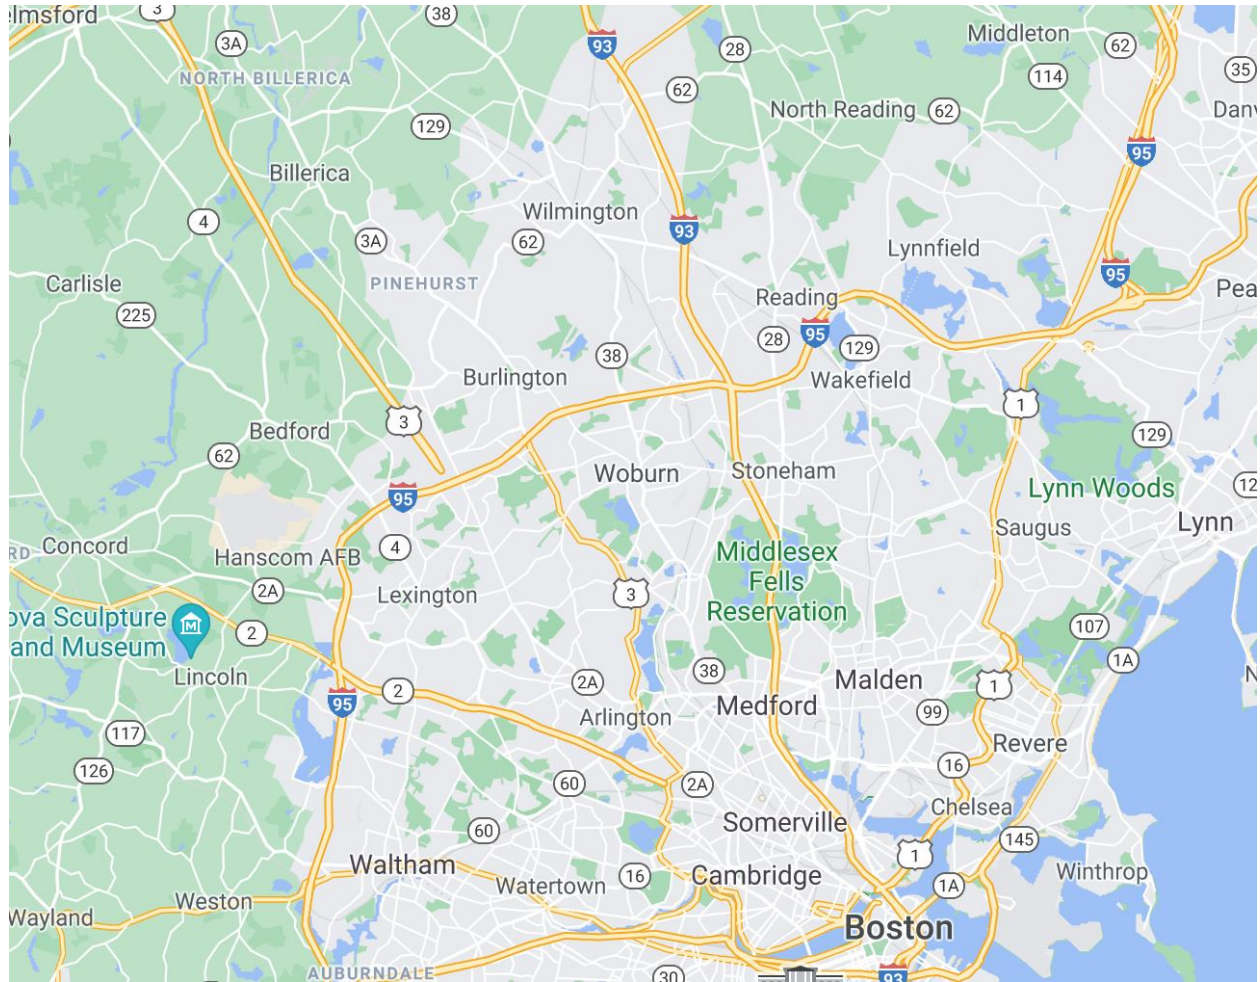 elmsford
3
38
3A
93
28
Middleton
62
114
35
NORTH BILLERICA
62
North Reading
62
Danv
129
95
Billerica
4
Wilmington
93
3A
62
Lynnfield
Carlisle
PINEHURST
95
Reading
Pea
225
28
95
129
38
Burlington
Wakefield
1
3
Bedford
129
62
Woburn
Stoneham
Lynn Woods
12
95
Saugus
Lynn
RD
Concord
4
Hanscom AFB
Middlesex
Fells
Reservation
2A
Lexington
3
ova Sculpture
and Museum
M
2
107
1A
Lincoln
38
2A
Malden
1
N
95
2
Arlington
Medford
99
117
Revere
126
16
60
2A
Chelsea
60
Somerville
145
1
Waltham
16
Cambridge
Winthrop
Watertown
1A
Weston
Wayland
Boston
AUBURNDALE
30
93